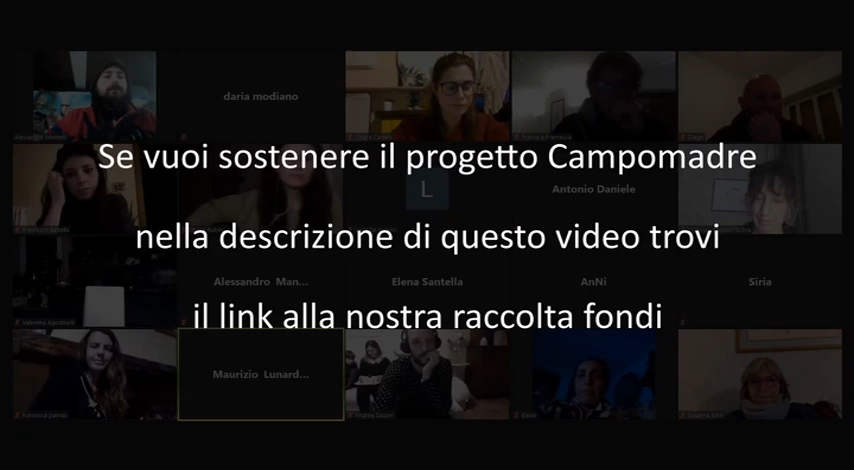 daria modiano
Se vuoi sostenere il progetto Campomadre
L
Antonio Daniele
nella descrizione di questo video trovi
Alessandro Man...
Elena Santella
AnNi
Siria
il link alla nostra raccolta fondi
Maurizio Lunard...